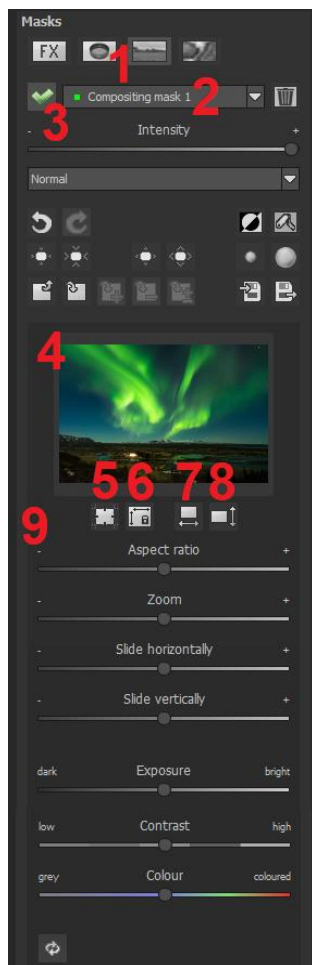 Masks
FX
1
Compositing mask 1 2
3
- Intensity +
Normal
4
5 6 7 8
9
- Aspect ratio +
- Zoom +
- Slide horizontally +
- Slide vertically +
dark Exposure bright
low Contrast high
grey Colour coloured